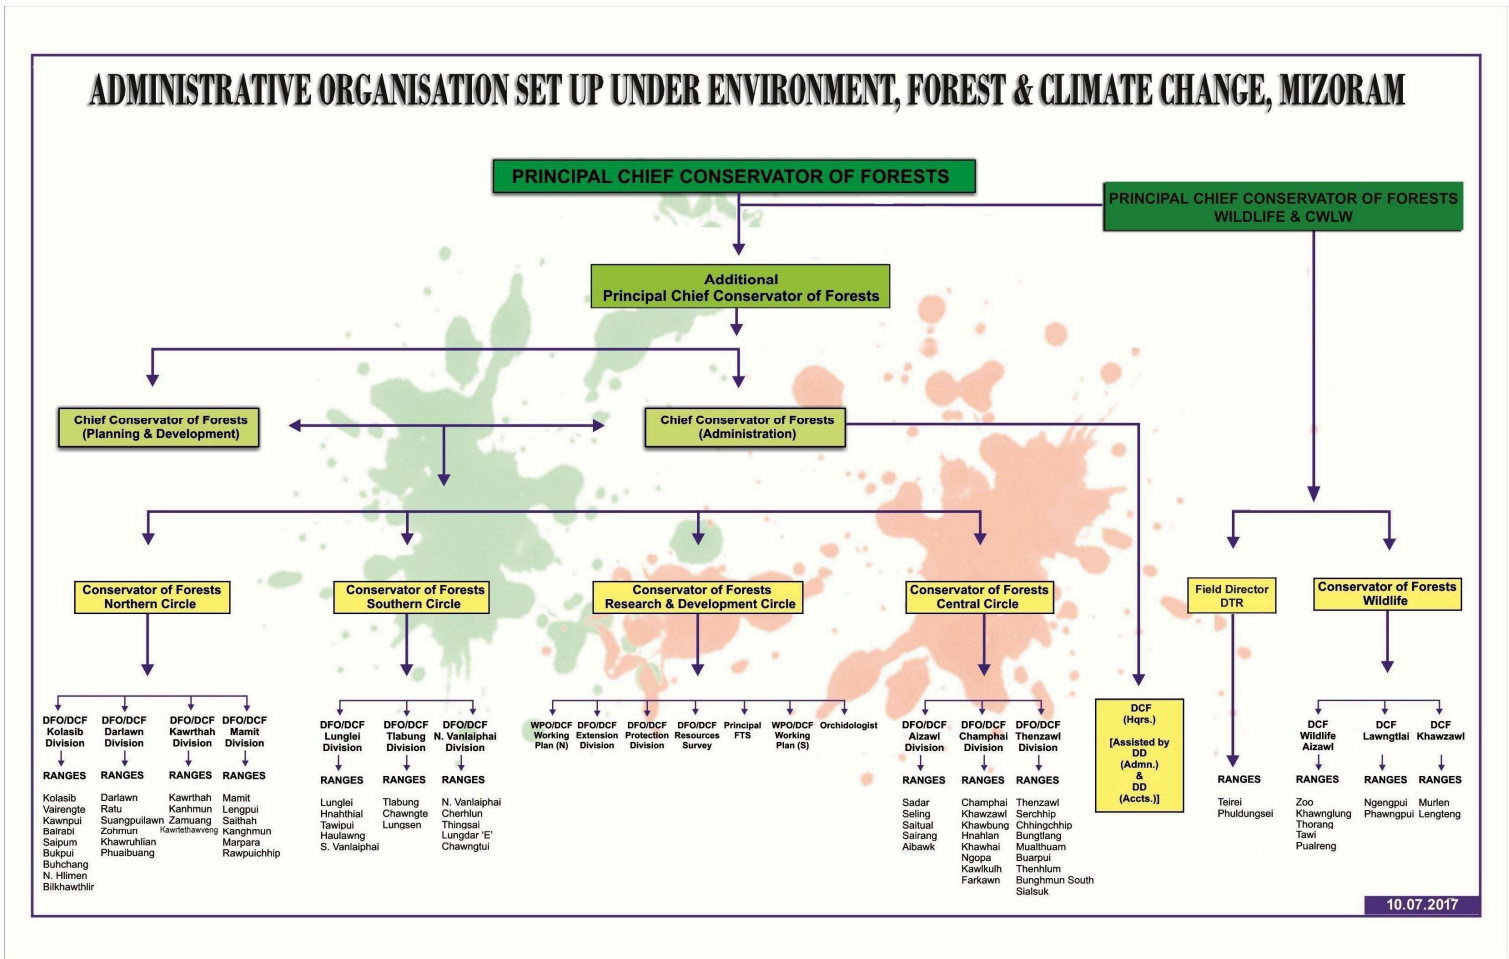 ADMINISTRATIVE ORGANISATION SET UP UNDER ENVIRONMENT, FOREST & CLIMATE CHANGE, MIZORAM
PRINCIPAL CHIEF CONSERVATOR OF FORESTS
PRINCIPAL CHIEF CONSERVATOR OF FORESTS
WILDLIFE & CWLW
Additional
Principal Chief Conservator of Forests
Chief Conservator of Forests
(Planning & Development)
Chief Conservator of Forests
(Administration)
Conservator of Forests
Northern Circle
Conservator of Forests
Southern Circle
Conservator of Forests
Research & Development Circle
Conservator of Forests
Central Circle
Field Director
DTR
Conservator of Forests
Wildlife
DFO/DCF
Kolasib
Division
RANGES
Kolasib
Vairengte
Kawnpui
Bairabi
Saipum
Bukpui
Buhchang
N. Hlimen
Bilkhawthlir
DFO/DCF
Darlawn
Division
RANGES
Darlawn
Ratu
Suangpuilawn
Zohmun
Khawruhlian
Phuaibuang
DFO/DCF
Kawrthah
Division
RANGES
Kawrthah
Kanhmun
Zamuang
Kawrtethawveng
DFO/DCF
Mamit
Division
RANGES
Mamit
Lengpui
Saithah
Kanghmun
Marpara
Rawpuichhip
DFO/DCF
Lunglei
Division
RANGES
Lunglei
Hnahthial
Tawipui
Haulawng
S. Vanlaiphai
DFO/DCF
Tlabung
Division
RANGES
Tlabung
Chawngte
Lungsen
DFO/DCF
N. Vanlaiphai
Division
RANGES
N. Vanlaiphai
Cherhlun
Thingsai
Lungdar ‘E’
Chawngtui
WPO/DCF
Working
Plan (N)
DFO/DCF
Extension
Division
DFO/DCF
Protection
Division
DFO/DCF
Resources
Survey
Principal
FTS
WPO/DCF
Working
Plan (S)
Orchidologist
DFO/DCF
Aizawl
Division
RANGES
Sadar
Seling
Saitual
Sairang
Aibawk
DFO/DCF
Champhai
Division
RANGES
Champhai
Khawzawl
Khawbung
Hnahlan
Khawhai
Ngopa
Kawlkulh
Farkawn
DFO/DCF
Thenzawl
Division
RANGES
Thenzawl
Serchhip
Chhingchhip
Bungtlang
Mualthuam
Buarpui
Thenhlum
Bunghmun South
Sialsuk
DCF
(Hqrs.)
[Assisted by
DD
(Admn.)
&
DD
(Accts.)]
RANGES
Teirei
Phuldungsei
DCF
Wildlife
Aizawl
RANGES
Zoo
Khawnglung
Thorang
Tawi
Pualreng
DCF
Lawngtlai
RANGES
Ngengpui
Phawngpui
DCF
Khawzawl
RANGES
Murlen
Lengteng
10.07.2017